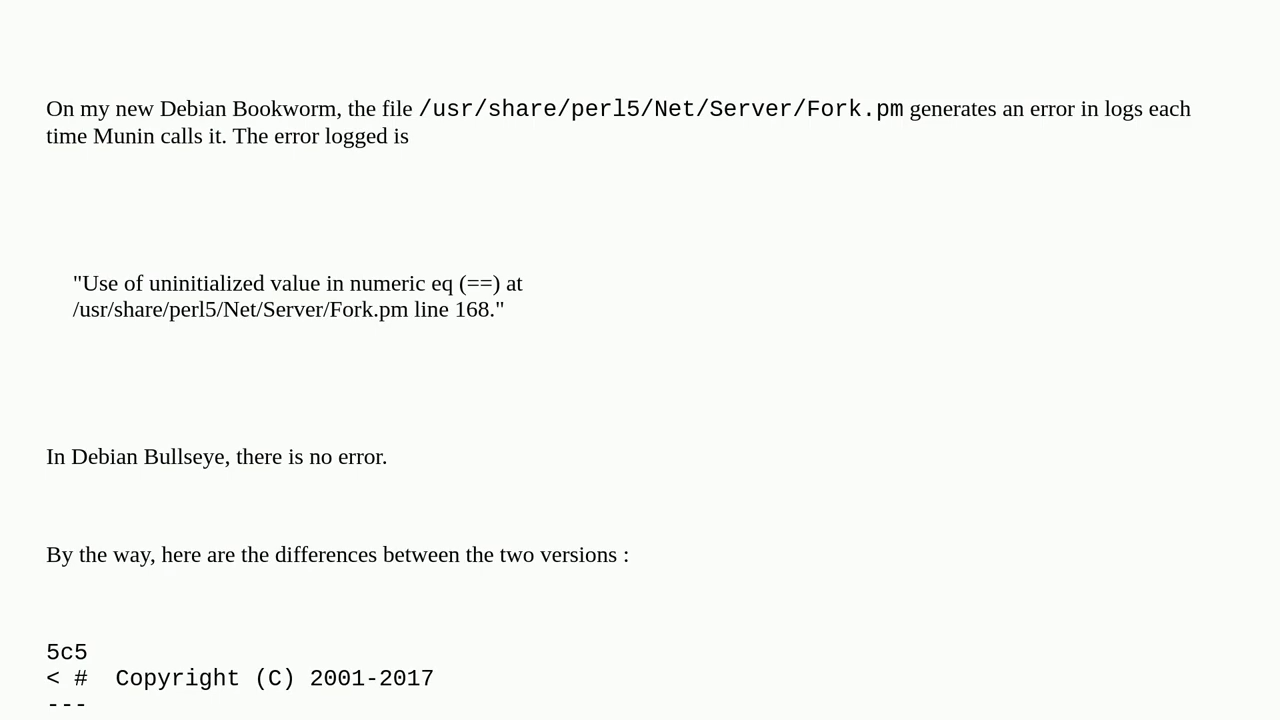 On my new Debian Bookworm, the file /usr/share/perl5/Net/Server/Fork.pm generates an error in logs each
time Munin calls it. The error logged is
"Use of uninitialized value in numeric eq (==) at
/usr/share/perl5/Net/Server/Fork.pm line 168."
In Debian Bullseye, there is no error.
By the way, here are the differences between the two versions :
5c5
< #  Copyright (C) 2001-2017
---